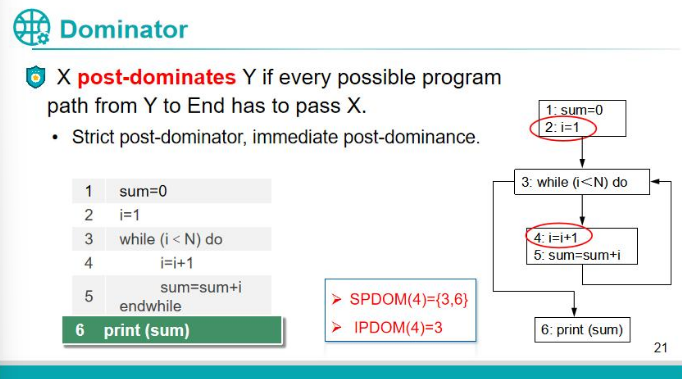 Dominator
X post-dominates Y if every possible program
path from Y to End has to pass X.
• Strict post-dominator, immediate post-dominance.
1 sum=0
2 i=1
3 while (i < N) do
4 i=i+1
5 sum=sum+i
endwhile
6 print (sum)
➢ SPDOM(4)={3,6}
➢ IPDOM(4)=3
1: sum=0
2: i=1
3: while (i<N) do
4: i=i+1
5: sum=sum+i
6: print (sum)
21